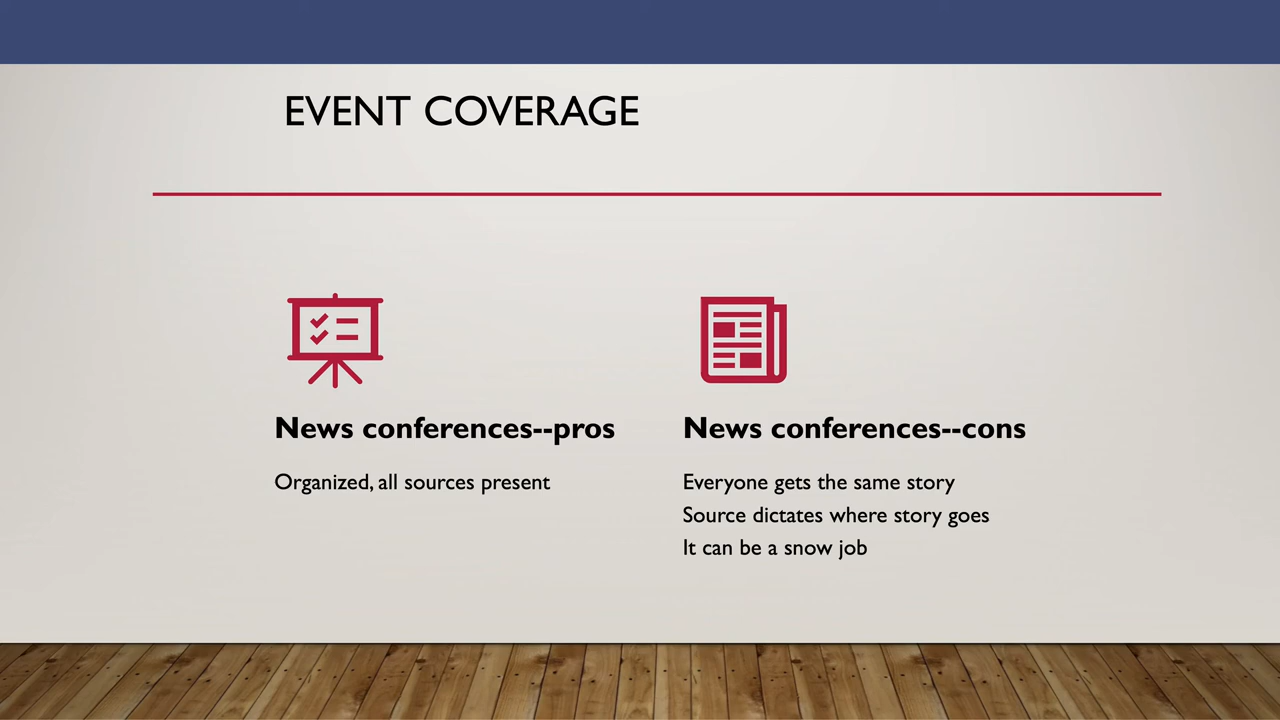 EVENT COVERAGE
News conferences--pros
Organized, all sources present
News conferences--cons
Everyone gets the same story
Source dictates where story goes
It can be a snow job